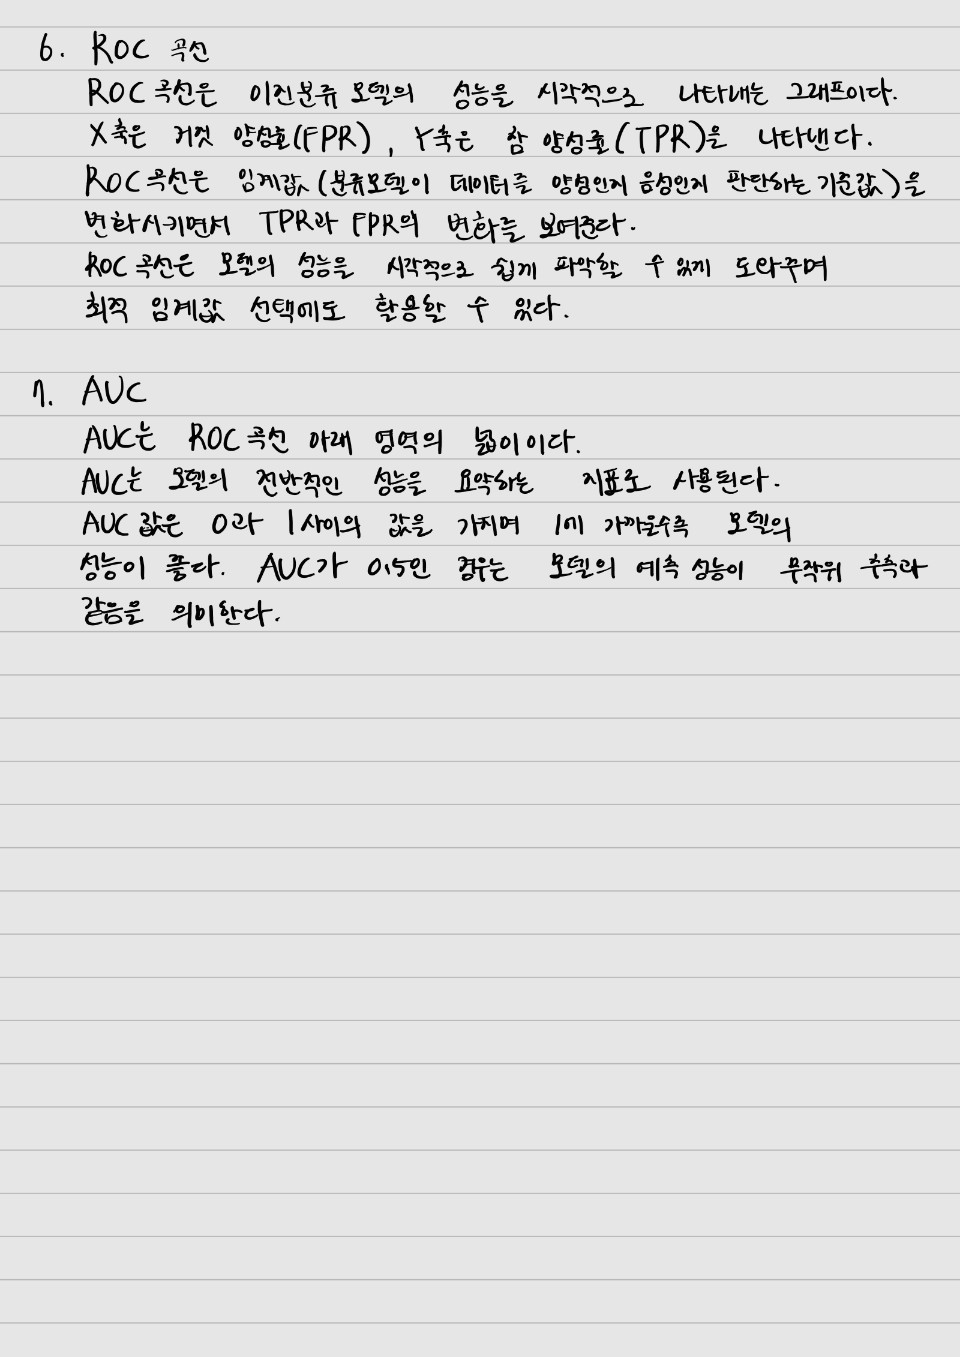 6. ROC 곡선
ROC 곡선은 이진분류 모델의 성능을 시각적으로 나타내는 그래프이다.
X축은 거짓 양성률(FPR), Y축은 참 양성률(TPR)을 나타낸다.
ROC 곡선은 임계값(분류모델이 데이터를 양성인지 음성인지 판단하는 기준값)을
변화시키면서 TPR과 FPR의 변화를 보여준다.
ROC 곡선은 모델의 성능을 시각적으로 쉽게 파악할 수 있게 도와주며
최적 임계값 선택에도 활용할 수 있다.
7. AUC
AUC는 ROC 곡선 아래 영역의 넓이이다.
AUC는 모델의 전반적인 성능을 요약하는 지표로 사용된다.
AUC 값은 0과 1사이의 값을 가지며 1에 가까울수록 모델의
성능이 좋다. AUC가 0.5인 경우는 모델의 예측 성능이 무작위 추측과
같음을 의미한다.